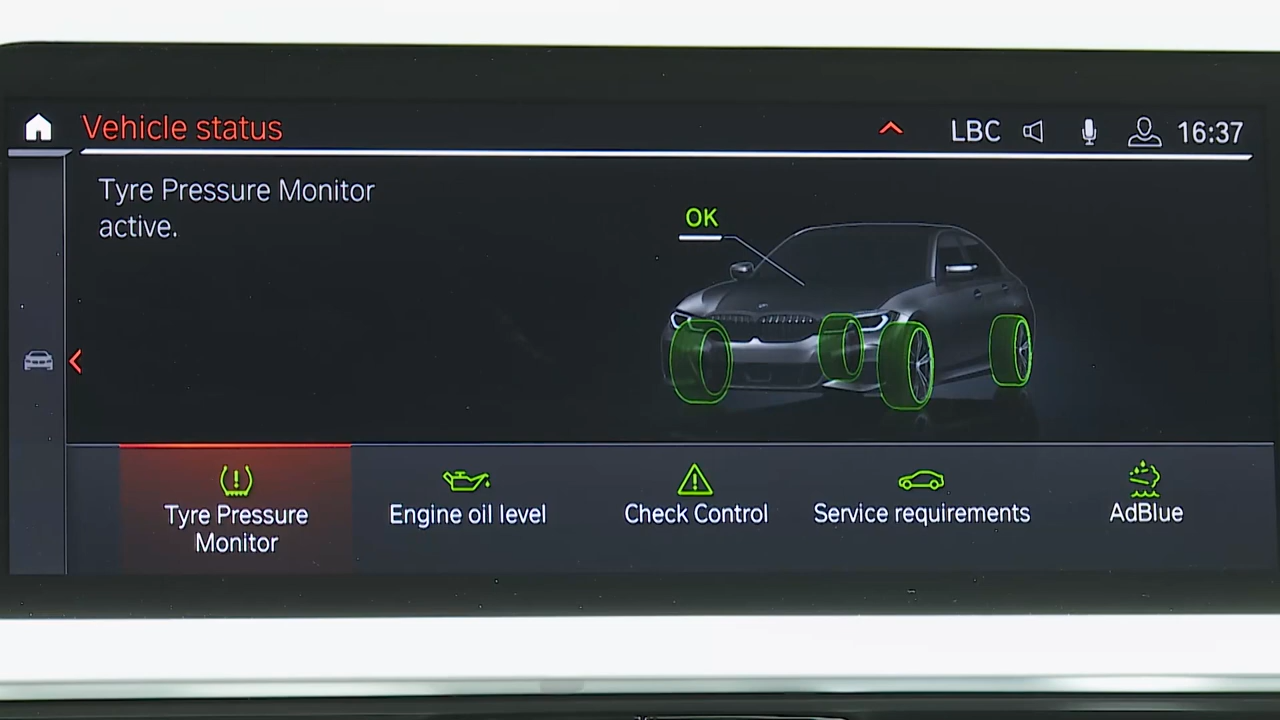 Vehicle status
LBC 16:37
Tyre Pressure Monitor
active.
OK
Tyre Pressure
Monitor
Engine oil level
Check Control
Service requirements
AdBlue